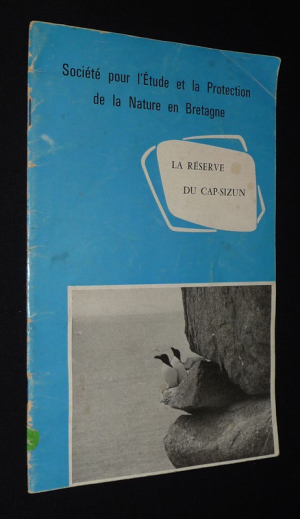 Société pour l'Étude et la Protection
de la Nature en Bretagne
LA RÉSERVE
DU CAP-SIZUN